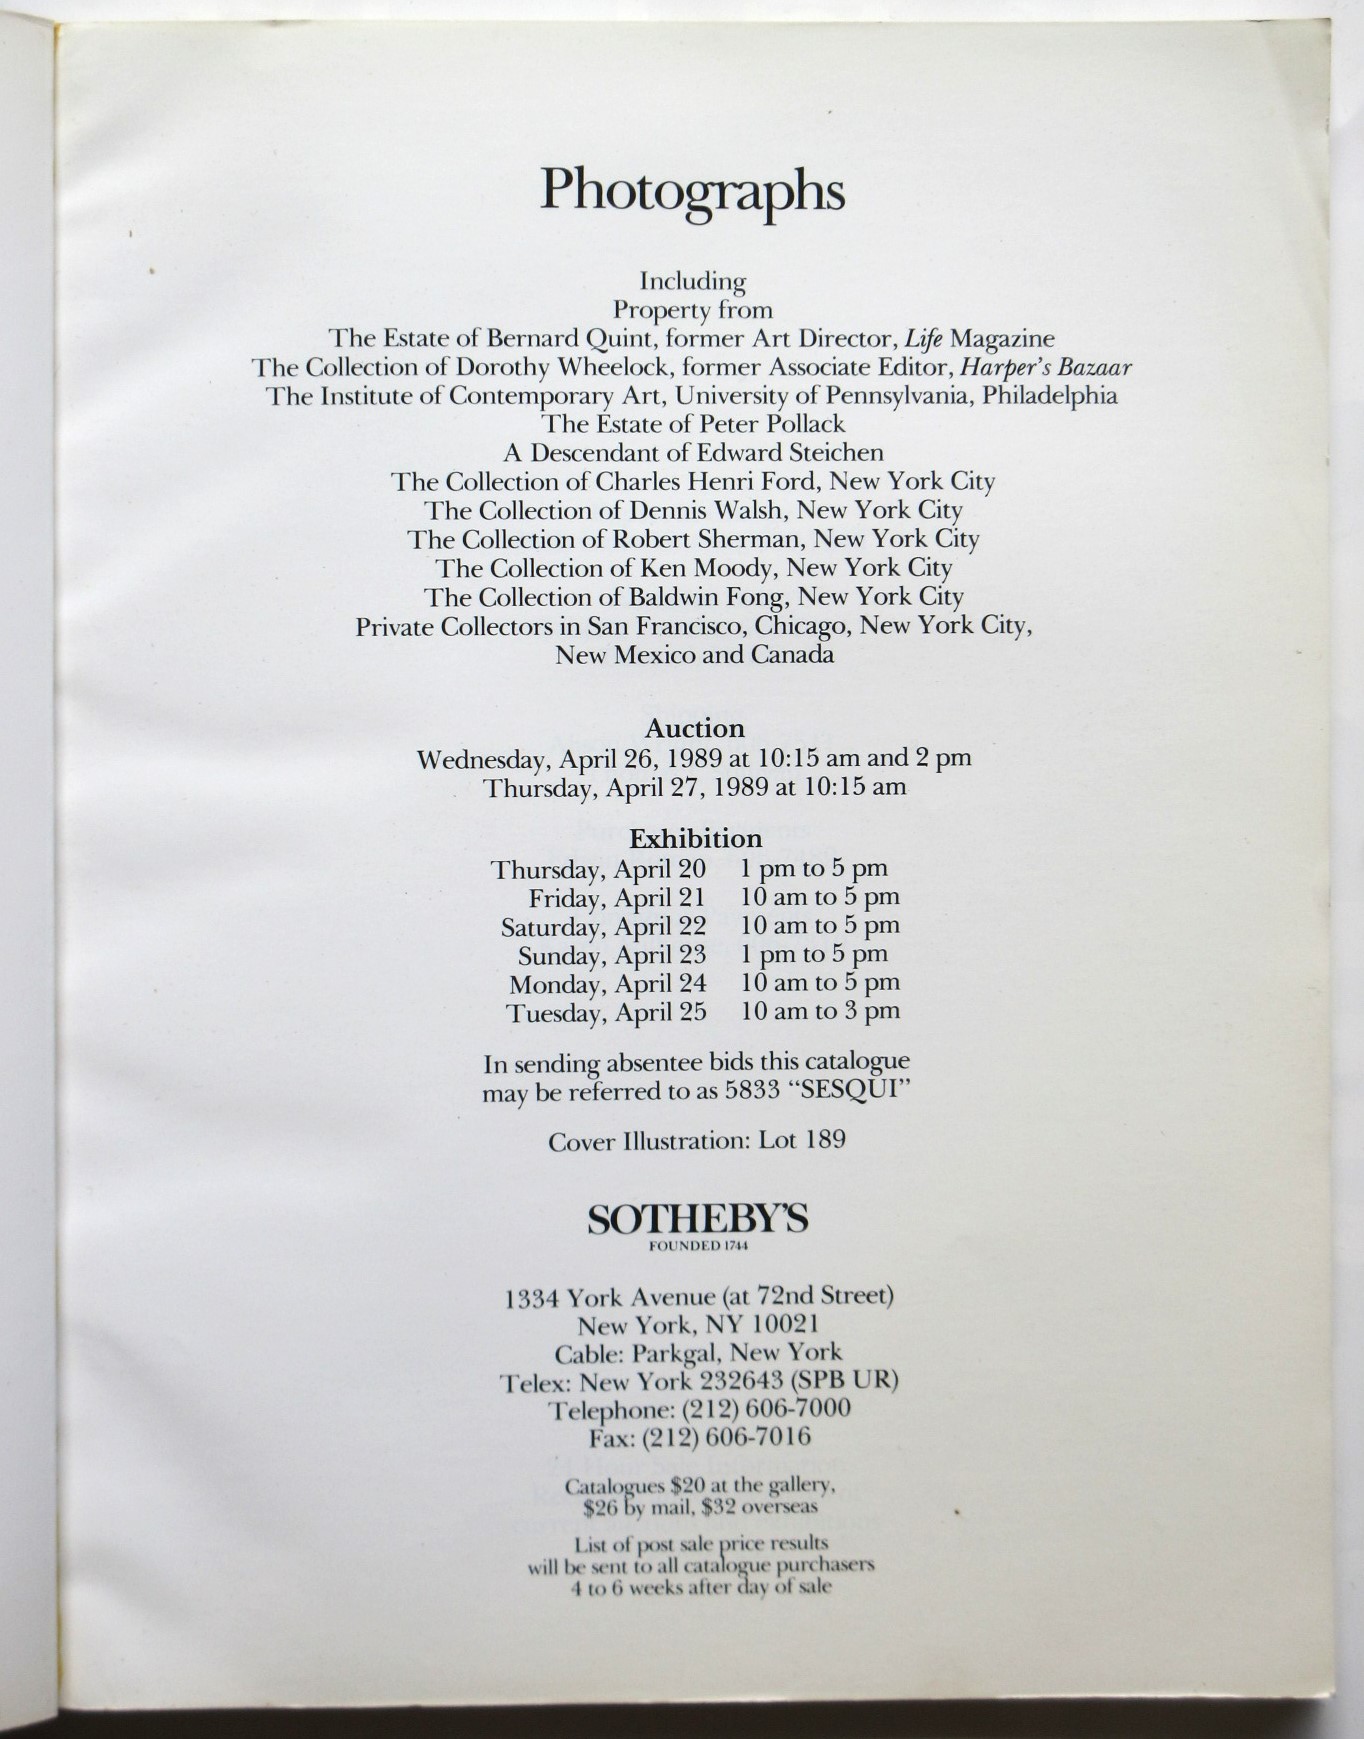 Photographs
Including
Property from
The Estate of Bernard Quint, former Art Director, Life Magazine
The Collection of Dorothy Wheelock, former Associate Editor, Harper's Bazaar
The Institute of Contemporary Art, University of Pennsylvania, Philadelphia
The Estate of Peter Pollack
A Descendant of Edward Steichen
The Collection of Charles Henri Ford, New York City
The Collection of Dennis Walsh, New York City
The Collection of Robert Sherman, New York City
The Collection of Ken Moody, New York City
The Collection of Baldwin Fong, New York City
Private Collectors in San Francisco, Chicago, New York City,
New Mexico and Canada
Auction
Wednesday, April 26, 1989 at 10:15 am and 2 pm
Thursday, April 27, 1989 at 10:15 am
Exhibition
Thursday, April 20 1 pm to 5 pm
Friday, April 21 10 am to 5 pm
Saturday, April 22 10 am to 5 pm
Sunday, April 23 1 pm to 5 pm
Monday, April 24 10 am to 5 pm
Tuesday, April 25 10 am to 3 pm
In sending absentee bids this catalogue
may be referred to as 5833 “SESQUI”
Cover Illustration: Lot 189
SOTHEBY'S
FOUNDED 1744
1334 York Avenue (at 72nd Street)
New York, NY 10021
Cable: Parkgal, New York
Telex: New York 232643 (SPB UR)
Telephone: (212) 606-7000
Fax: (212) 606-7016
Catalogues $20 at the gallery,
$26 by mail, $32 overseas
List of post sale price results
will be sent to all catalogue purchasers
4 to 6 weeks after day of sale